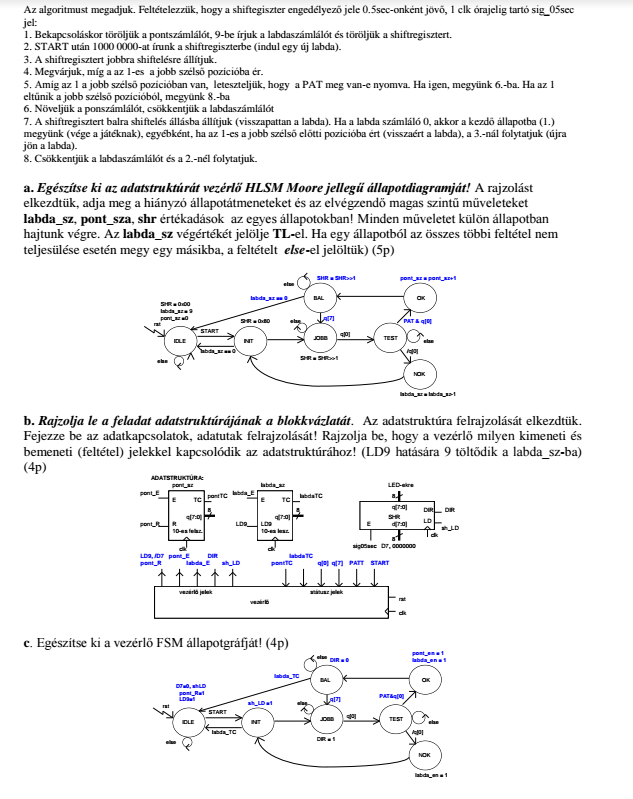 Az algoritmust megadjuk. Feltételezzük, hogy a shiftegiszter engedélyező jele 0.5sec-onként jövő, 1 clk órajelig tartó sig_05sec
jel:
1. Bekapcsoláskor töröljük a pontszámlálót, 9-be írjuk a labdaszámlálót és töröljük a shiftregisztert.
2. START után 1000 0000-at írunk a shiftregiszterbe (indul egy új labda).
3. A shiftregisztert jobbra shiftelésre állítjuk.
4. Megvárjuk, míg a az 1-es a jobb szélső pozícióba ér.
5. Amíg az 1 a jobb szélső pozícióban van, leteszteljük, hogy a PAT meg van-e nyomva. Ha igen, megyünk 6.-ba. Ha az 1
eltűnik a jobb szélső pozícióból, megyünk 8.-ba
6. Növeljük a ponszámlálót, csökkentjük a labdaszámlálót
7. A shiftregisztert balra shiftelés állásba állítjuk (visszapattan a labda). Ha a labda számláló 0, akkor a kezdő állapotba (1.)
megyünk (vége a játéknak), egyébként, ha az 1-es a jobb szélső előtti pozicióba ért (visszaért a labda), a 3.-nál folytatjuk (újra
jön a labda).
8. Csökkentjük a labdaszámlálót és a 2.-nél folytatjuk.
a. Egészítse ki az adatstruktúrát vezérlő HLSM Moore jellegű állapotdiagramját! A rajzolást
elkezdtük, adja meg a hiányzó állapotátmeneteket és az elvégzendő magas szintű műveleteket
labda_sz, pont_sza, shr értékadások az egyes állapotokban! Minden műveletet külön állapotban
hajtunk végre. Az labda_sz végértékét jelölje TL-el. Ha egy állapotból az összes többi feltétel nem
teljesülése esetén megy egy másikba, a feltételt else-el jelöltük) (5p)
else
SHR = SHR>>1
pont_sz = pont_sz+1
labda_sz == 0
BAL
OK
SHR = 0x00
labda_sz = 9
pont_sz =0
rst
START
SHR = 0x80
else
q[7]
PAT & q[0]
IDLE
INIT
JOBB
q[0]
TEST
else
labda_sz == 0
else
SHR = SHR>>1
/q[0]
NOK
labda_sz = labda_sz-1
b. Rajzolja le a feladat adatstruktúrájának a blokkvázlatát. Az adatstruktúra felrajzolását elkezdtük.
Fejezze be az adatkapcsolatok, adatutak felrajzolását! Rajzolja be, hogy a vezérlő milyen kimeneti és
bemeneti (feltétel) jelekkel kapcsolódik az adatstruktúrához! (LD9 hatására 9 töltődik a labda_sz-ba)
(4p)
ADATSTRUKTÚRA:
pont_sz
labda_sz
LED-ekre
pont_E
E
TC
pontTC
labda_E
E
TC
labdaTC
8
q[7:0]
8
q[7:0]
8
q[7:0]
SHR
d[7:0]
E
DIR
DIR
LD
sh_LD
clk
pont_R
R
10-es felsz.
LD9
LD9
10-es lesz.
clk
clk
8
sig05sec
D7, 0000000
LD9, /D7
pont_E
DIR
pont_R
labda_E
sh_LD
labdaTC
pontTC
q[0]
q[7]
PATT
START
vezérlő jelek
státusz jelek
vezérlő
rst
clk
c. Egészítse ki a vezérlő FSM állapotgráfját! (4p)
else
DIR = 0
pont_en = 1
labda_en = 1
labda_TC
BAL
OK
D7=0, shLD
pont_R=1
LD9=1
rst
START
sh_LD =1
else
q[7]
PAT&q[0]
IDLE
INIT
JOBB
q[0]
TEST
else
labda_TC
else
DIR = 1
/q[0]
NOK
labda_en = 1